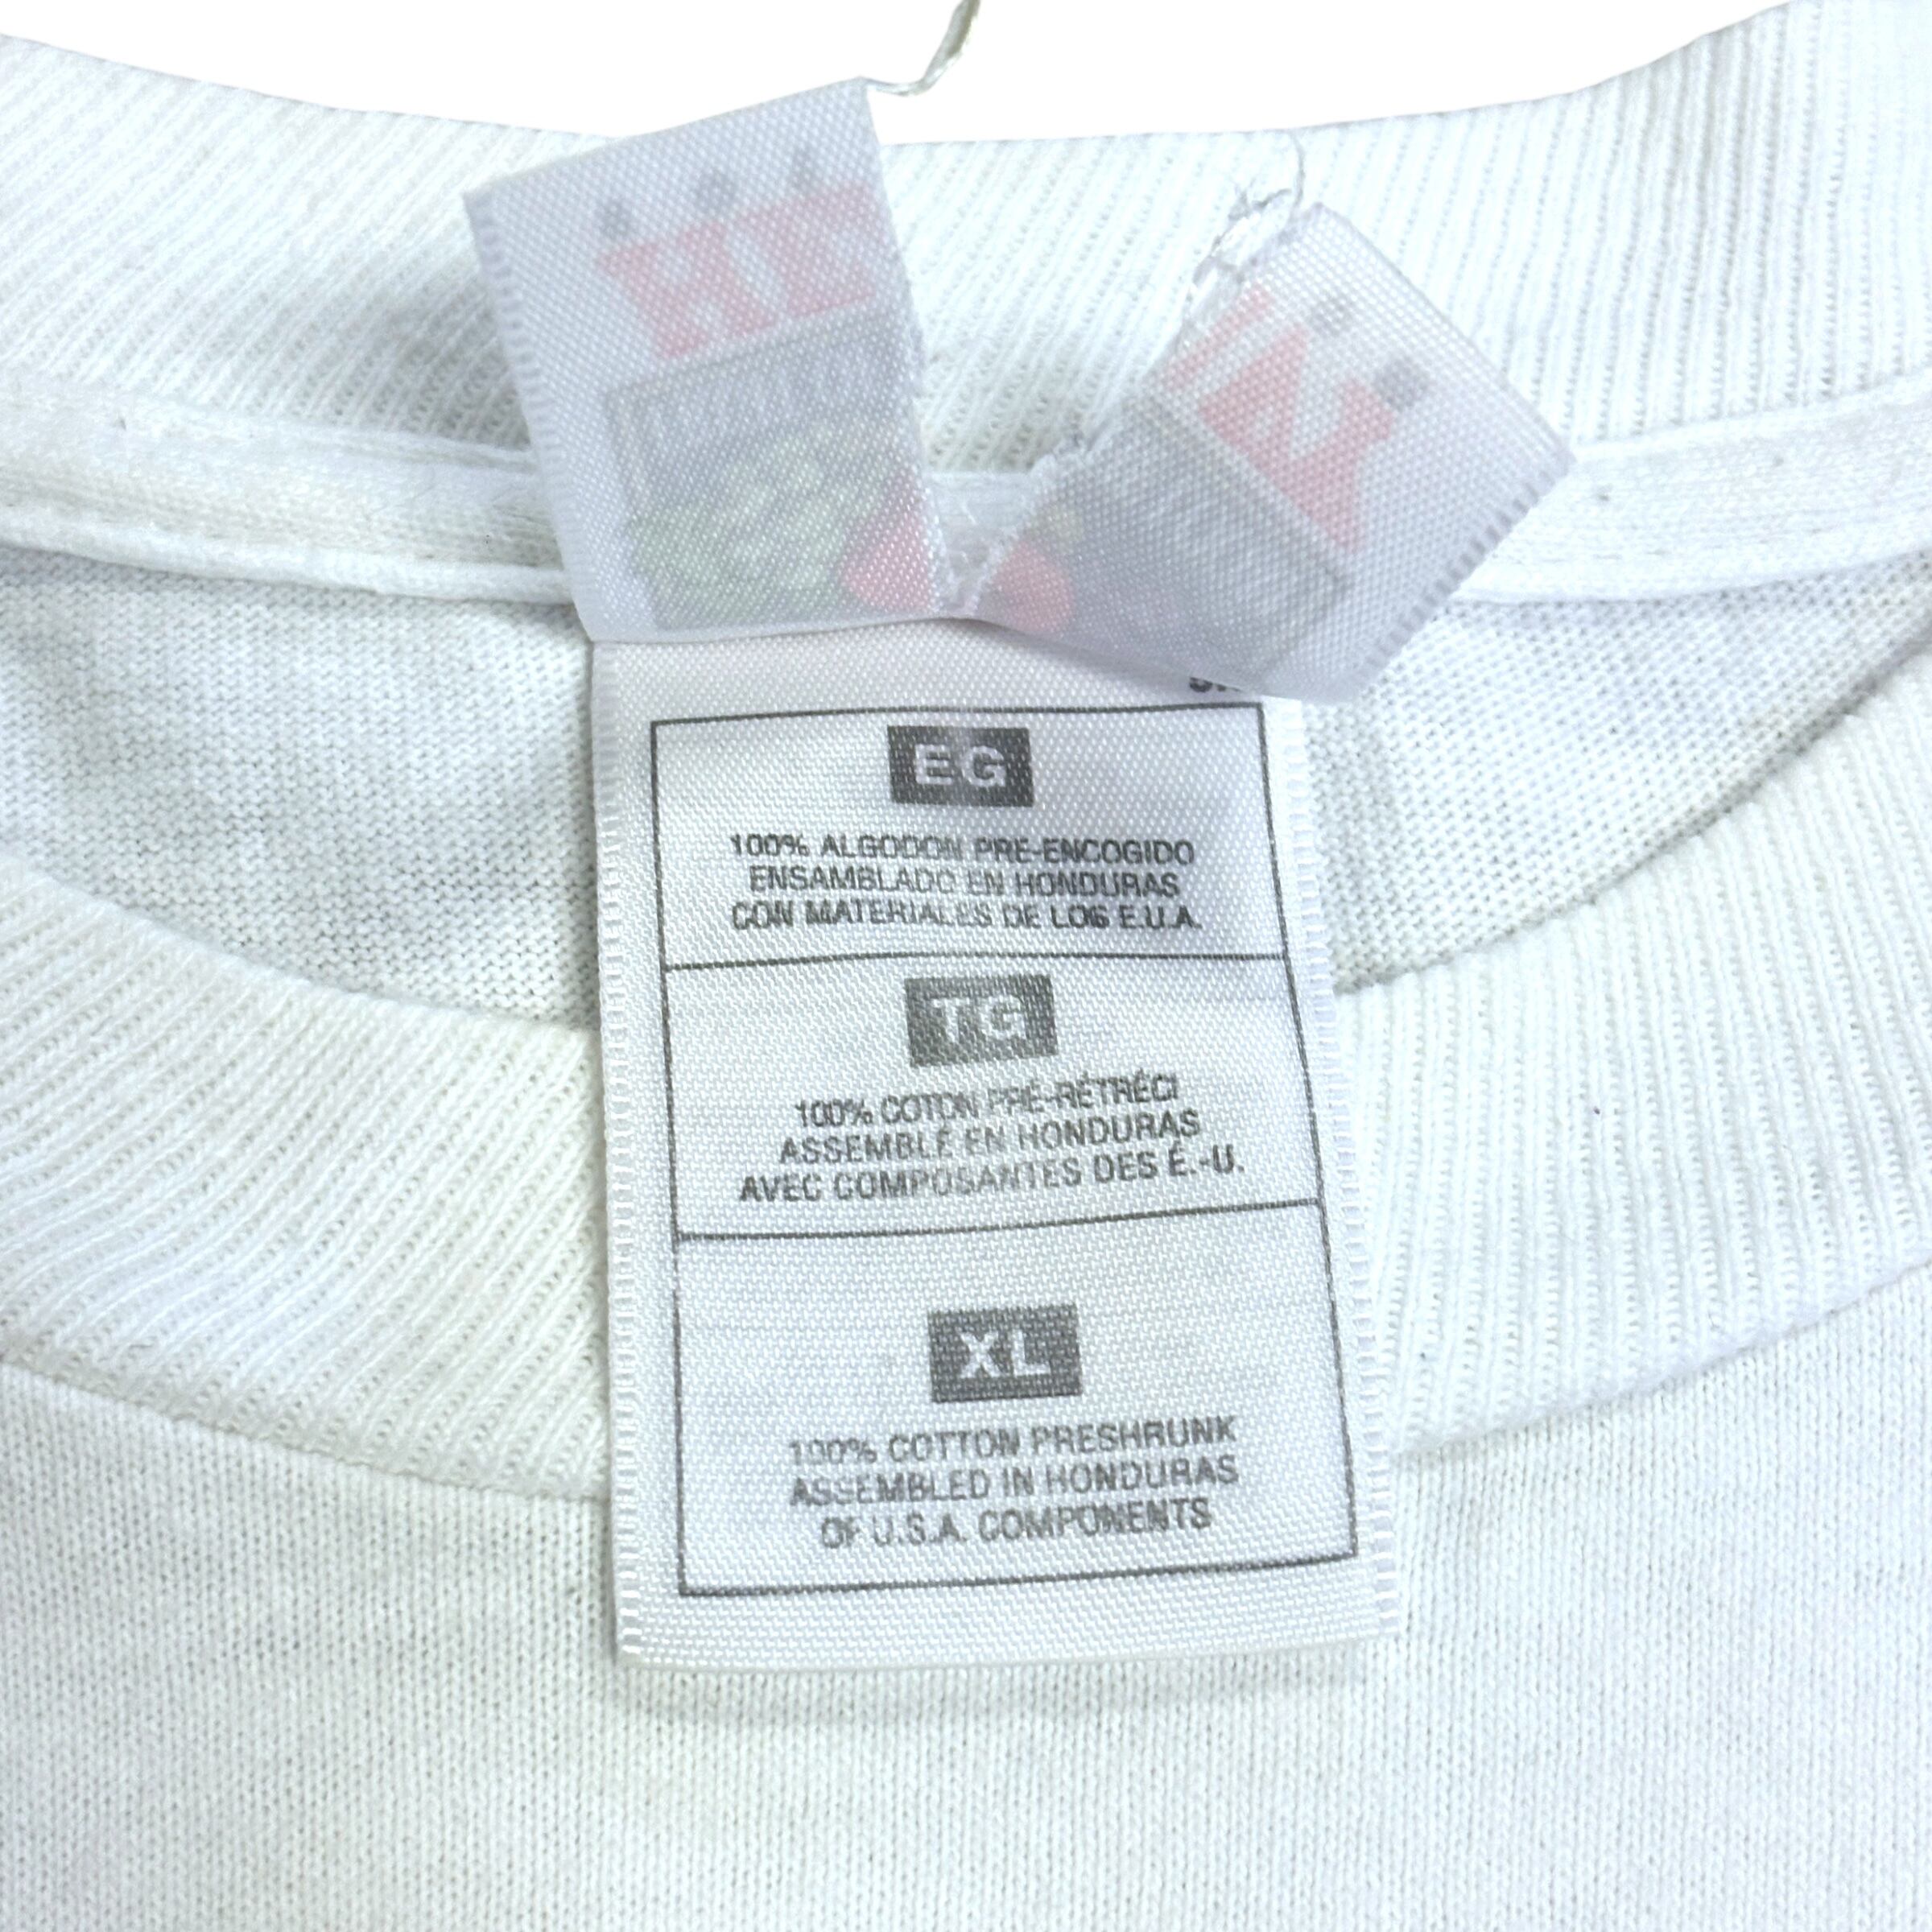 EG
100% ALGODON PRE-ENCOGIDO
ENSAMBLADO EN HONDURAS
CON MATERIALES DE LOS E.U.A.
TG
100% COTON PRÉ-RÉTRÉCI
ASSEMBLÉ EN HONDURAS
AVEC COMPOSANTES DES É.-U.
XL
100% COTTON PRESHRUNK
ASSEMBLED IN HONDURAS
OF U.S.A. COMPONENTS